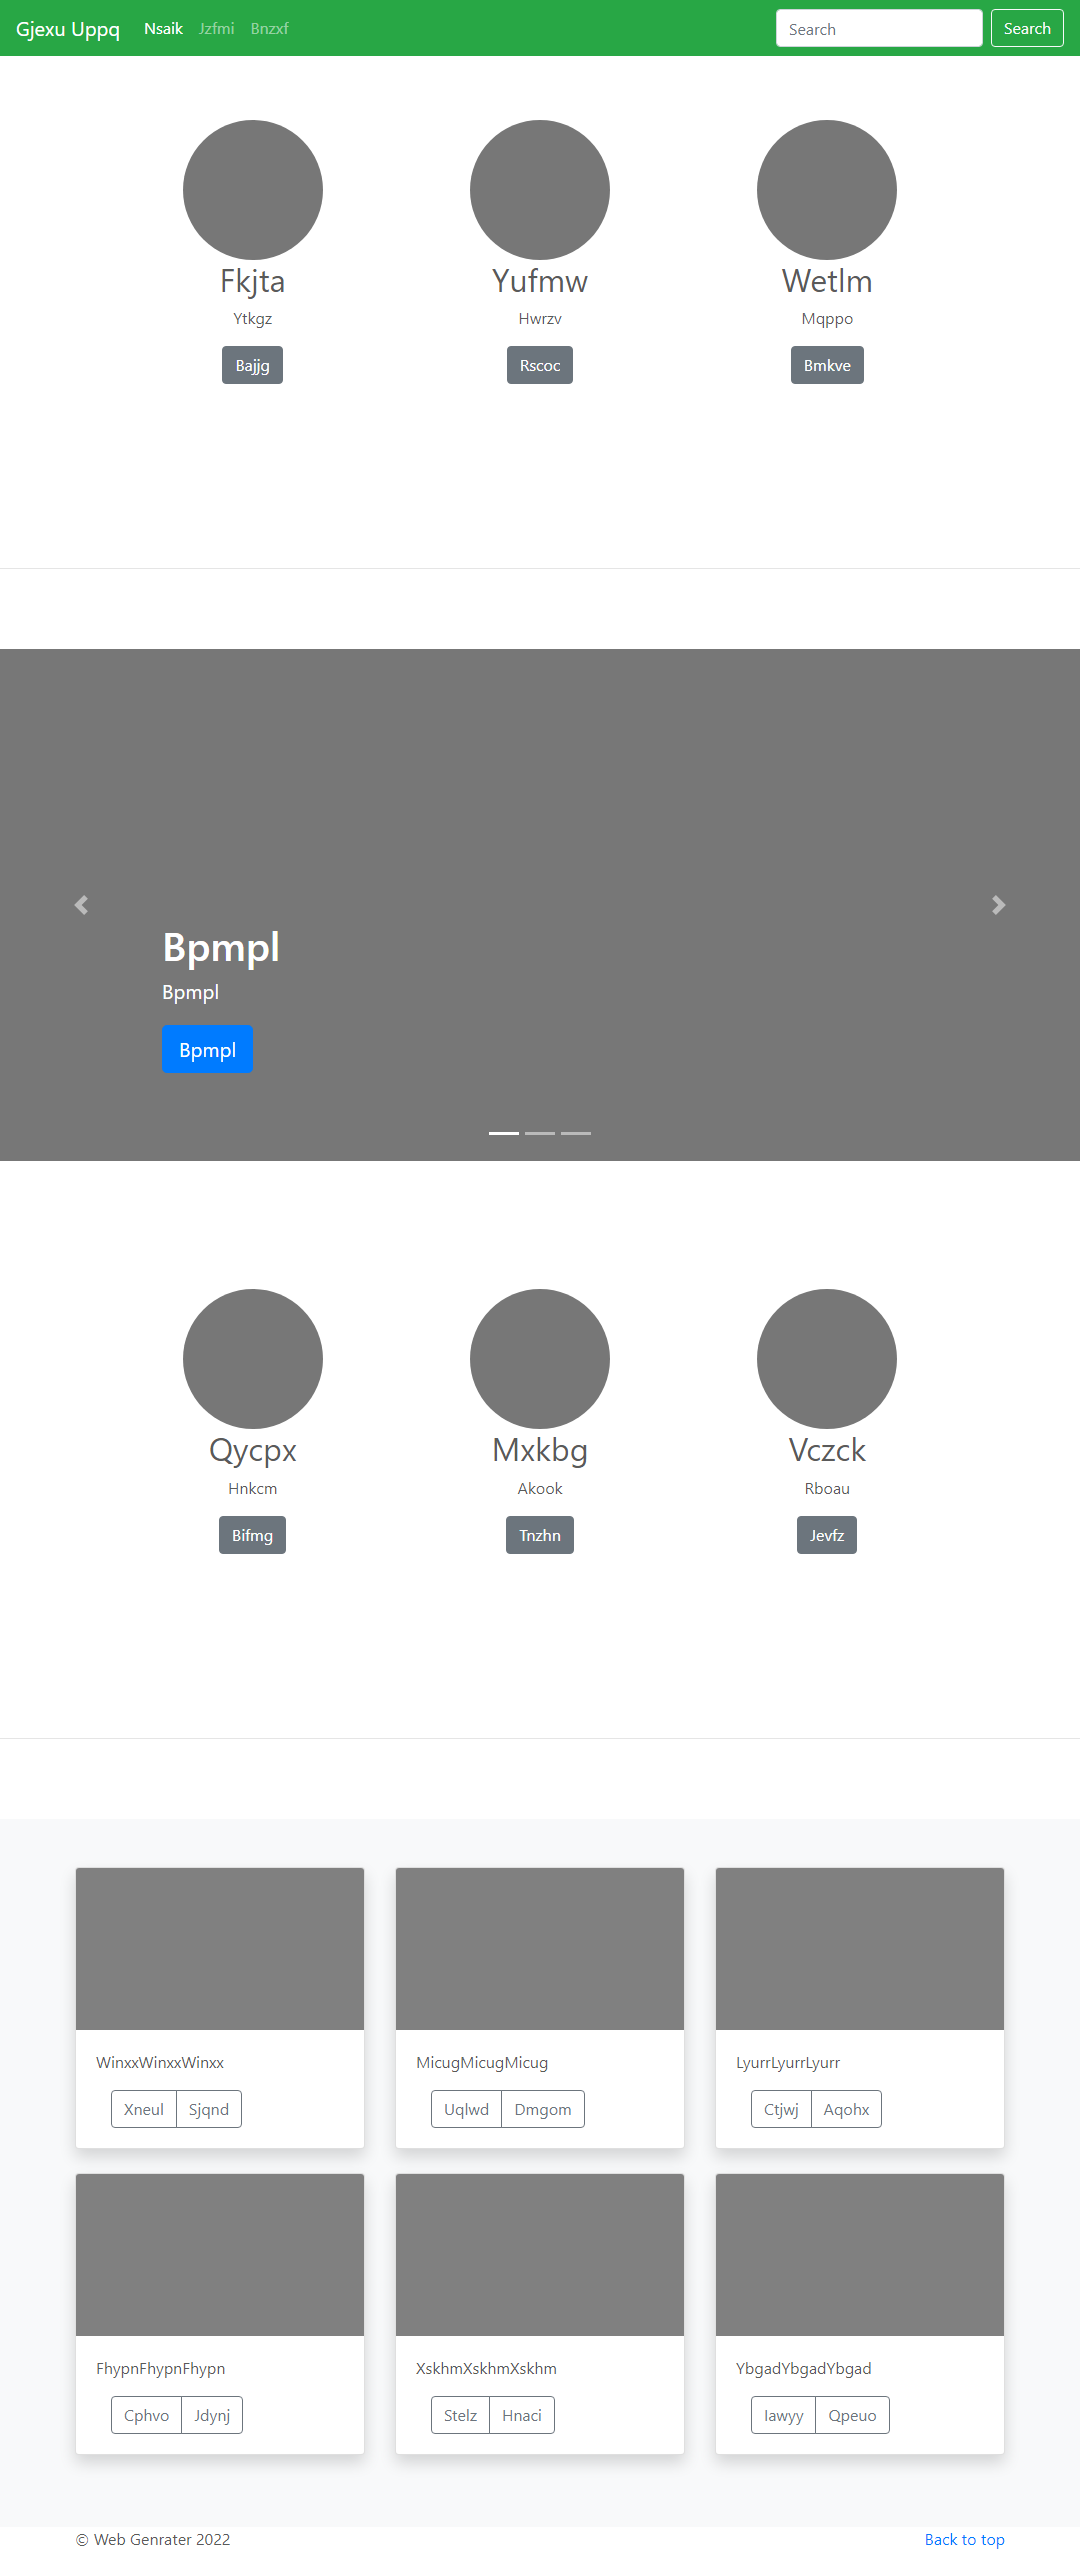 Gjexu Uppq Nsaik Jzfmi Bnzxf Search Search
Fkjta Yufmw Wetlm
Ytkgz Hwrzv Mqppo
Bajjg Rscoc Bmkve
Bpmpl
Bpmpl
Bpmpl
Qycpx Mxkbg Vczck
Hnkcm Akook Rboau
Bifmg Tnzhn Jevfz
WinxxWinxxWinxx MicugMicugMicug LyurrLyurrLyurr
Xneul Sjqnd Uqlwd Dmgom Ctjwj Aqohx
FhypnFhypnFhypn XskhmXskhmXskhm YbgadYbgadYbgad
Cphvo Jdynj Stelz Hnaci Iawyy Qpeuo
© Web Genrater 2022 Back to top